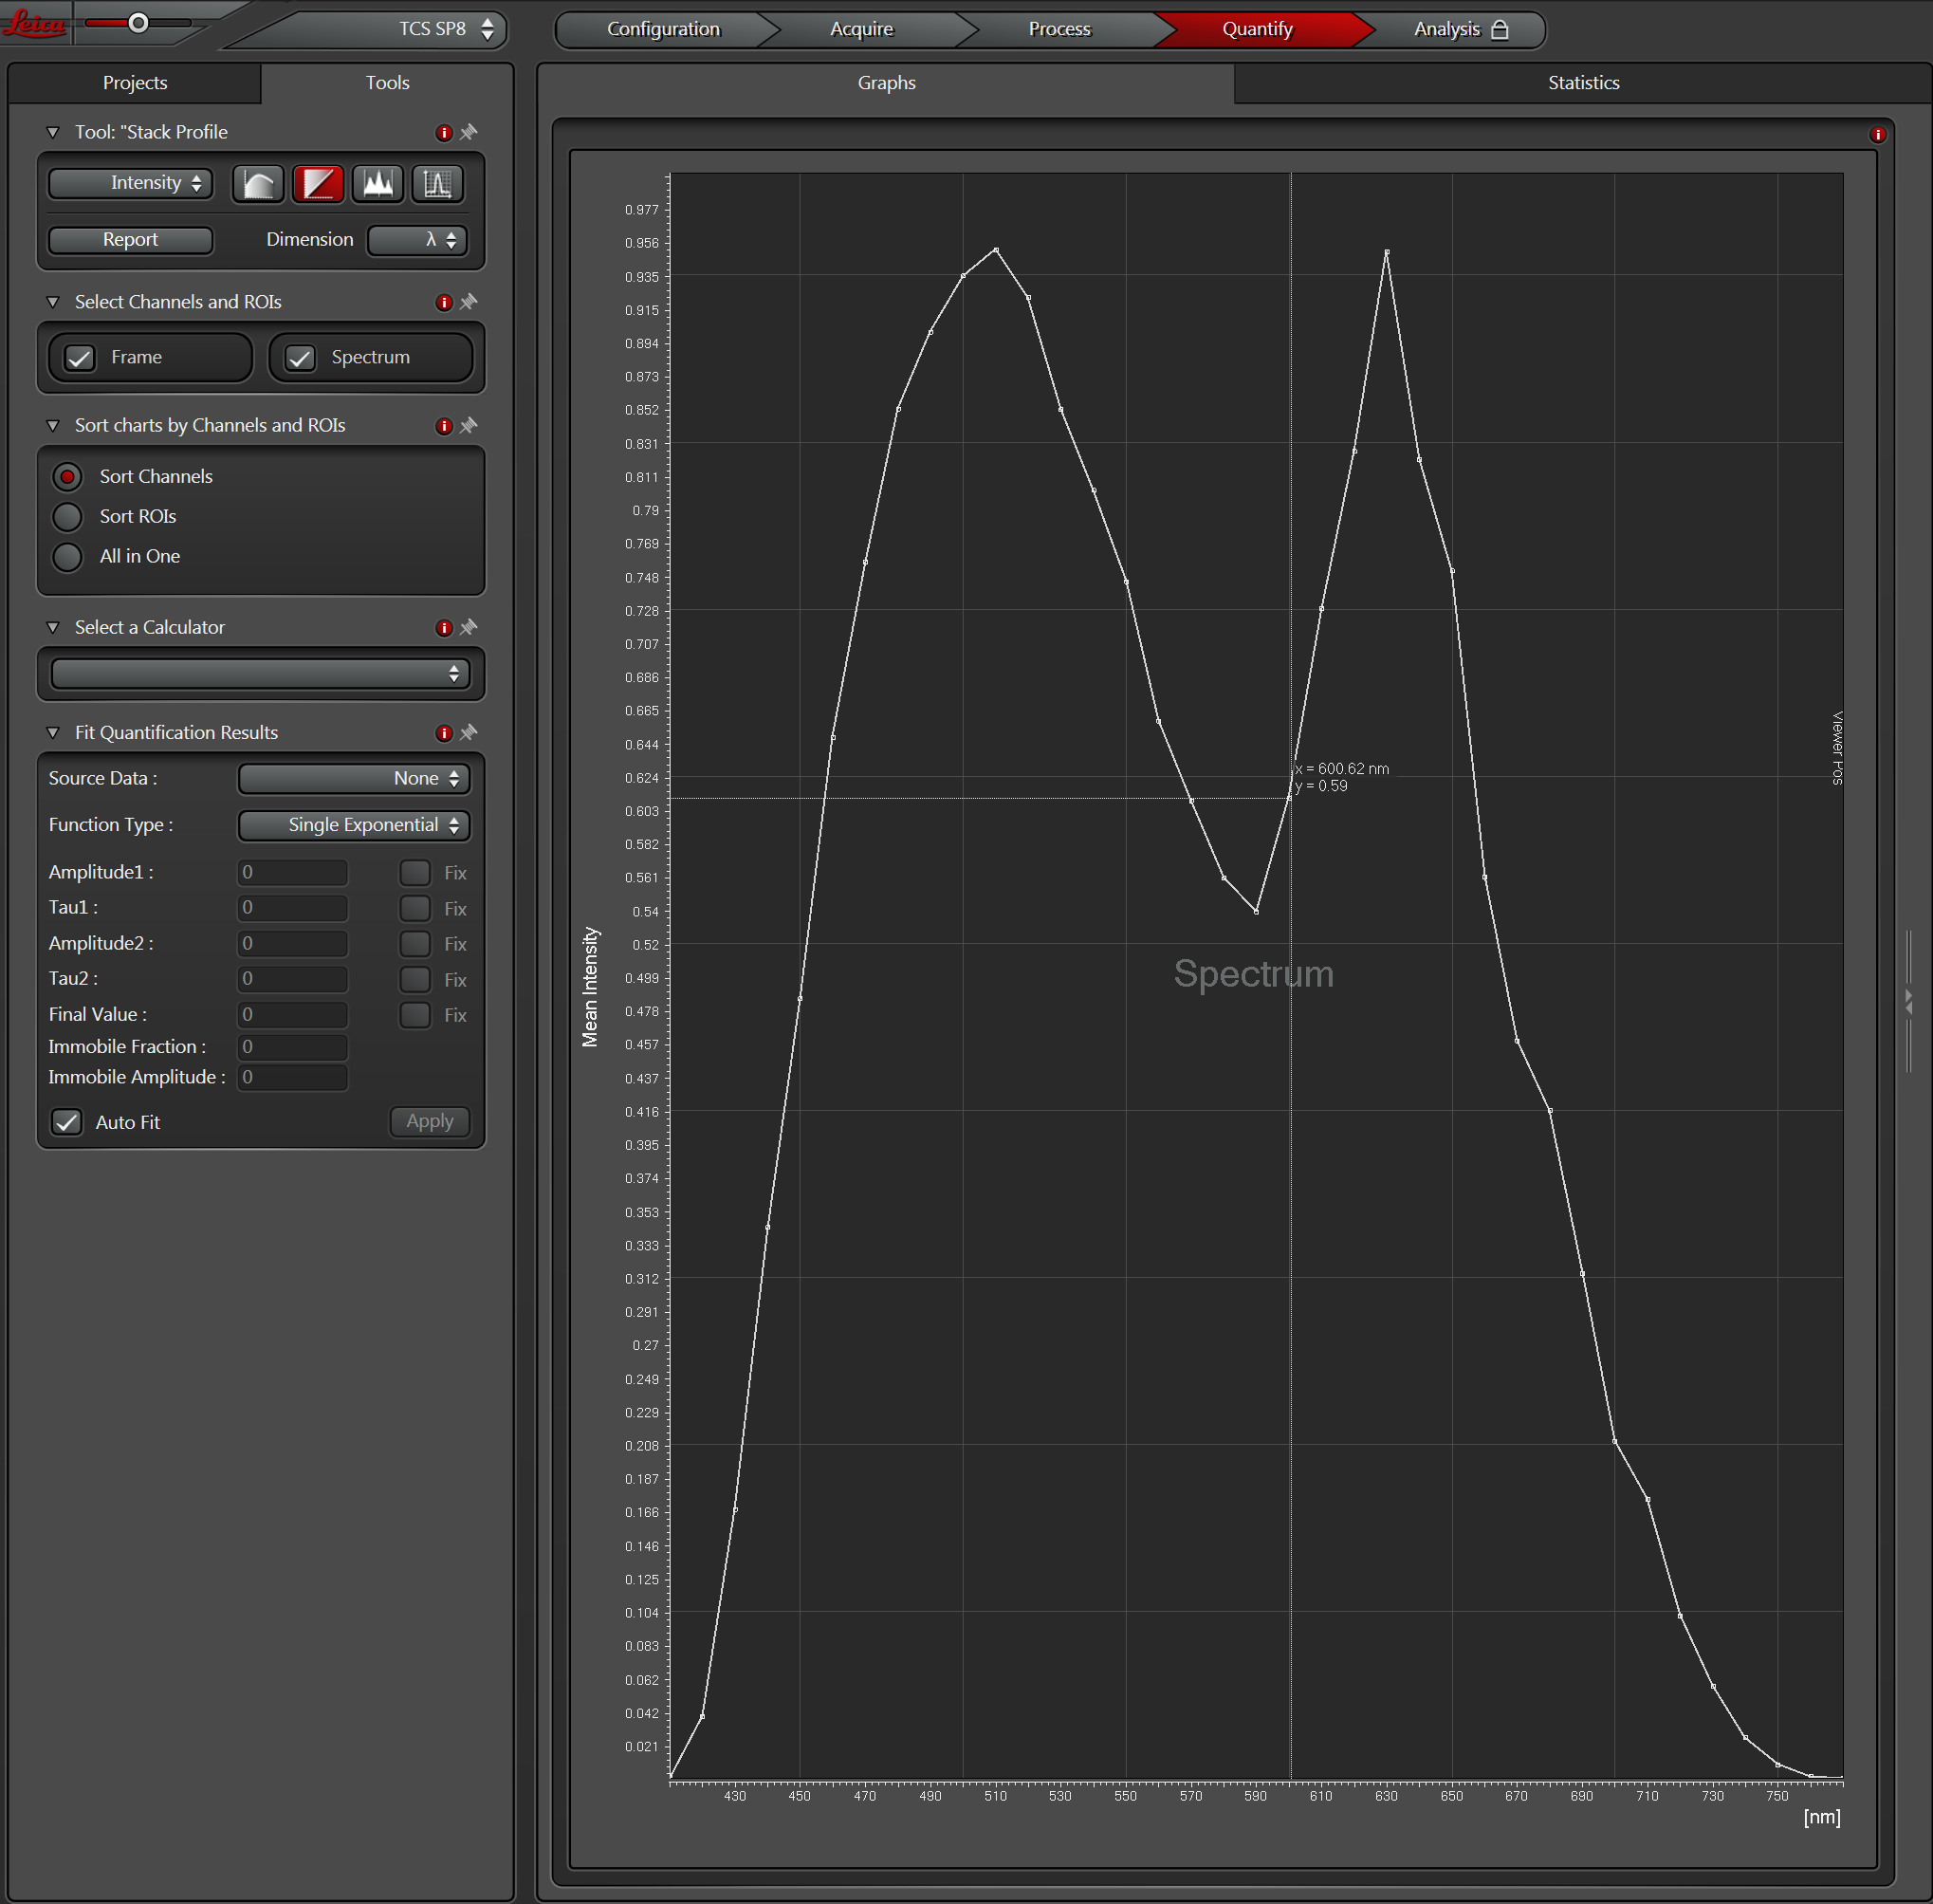 Leica
TCS SP8
Configuration
Acquire
Process
Quantify
Analysis
Projects
Tools
Graphs
Statistics
Tool: "Stack Profile
Intensity
Report
Dimension
λ
Select Channels and ROIs
Frame
Spectrum
Sort charts by Channels and ROIs
Sort Channels
Sort ROIs
All in One
Select a Calculator
Fit Quantification Results
Source Data :
None
Function Type :
Single Exponential
Amplitude1 :
0
Fix
Tau1 :
0
Fix
Amplitude2 :
0
Fix
Tau2 :
0
Fix
Final Value :
0
Fix
Immobile Fraction :
0
Immobile Amplitude :
0
Auto Fit
Apply
Mean Intensity
0.977
0.956
0.935
0.915
0.894
0.873
0.852
0.831
0.811
0.79
0.769
0.748
0.728
0.707
0.686
0.665
0.644
0.624
0.603
0.582
0.561
0.54
0.52
0.499
0.478
0.457
0.437
0.416
0.395
0.374
0.353
0.333
0.312
0.291
0.27
0.249
0.229
0.208
0.187
0.166
0.146
0.125
0.104
0.083
0.062
0.042
0.021
x = 600.62 nm
y = 0.59
Viewer Pos
Spectrum
430 450 470 490 510 530 550 570 590 610 630 650 670 690 710 730 750
[nm]